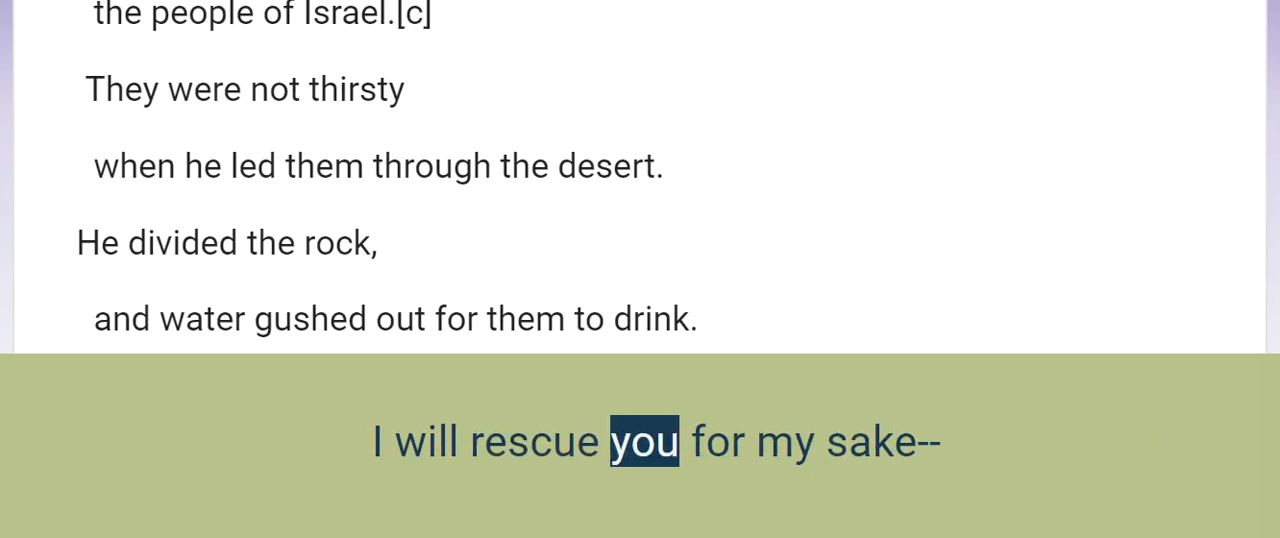 the people of Israel.[c]
They were not thirsty
when he led them through the desert.
He divided the rock,
and water gushed out for them to drink.
I will rescue you for my sake--